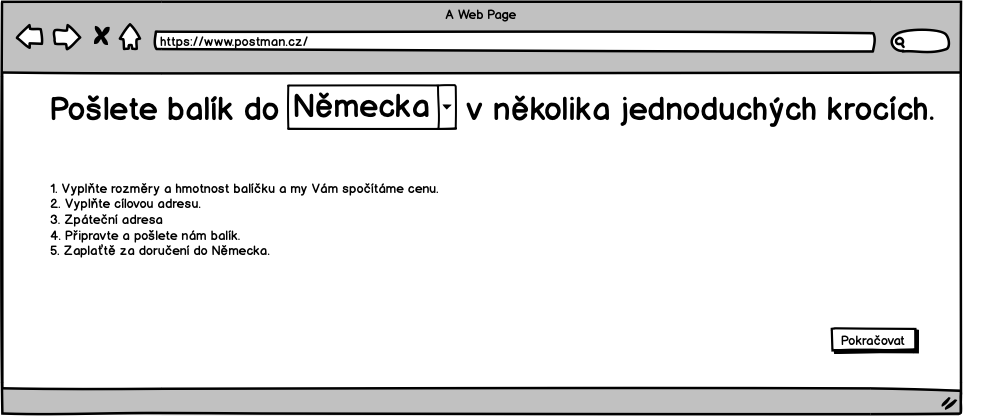 A Web Page
https://www.postman.cz/
Pošlete balík do Německa v několika jednoduchých krocích.
1. Vyplňte rozměry a hmotnost balíčku a my Vám spočítáme cenu.
2. Vyplňte cílovou adresu.
3. Zpáteční adresa
4. Připravte a pošlete nám balík.
5. Zaplaťtě za doručení do Německa.
Pokračovat